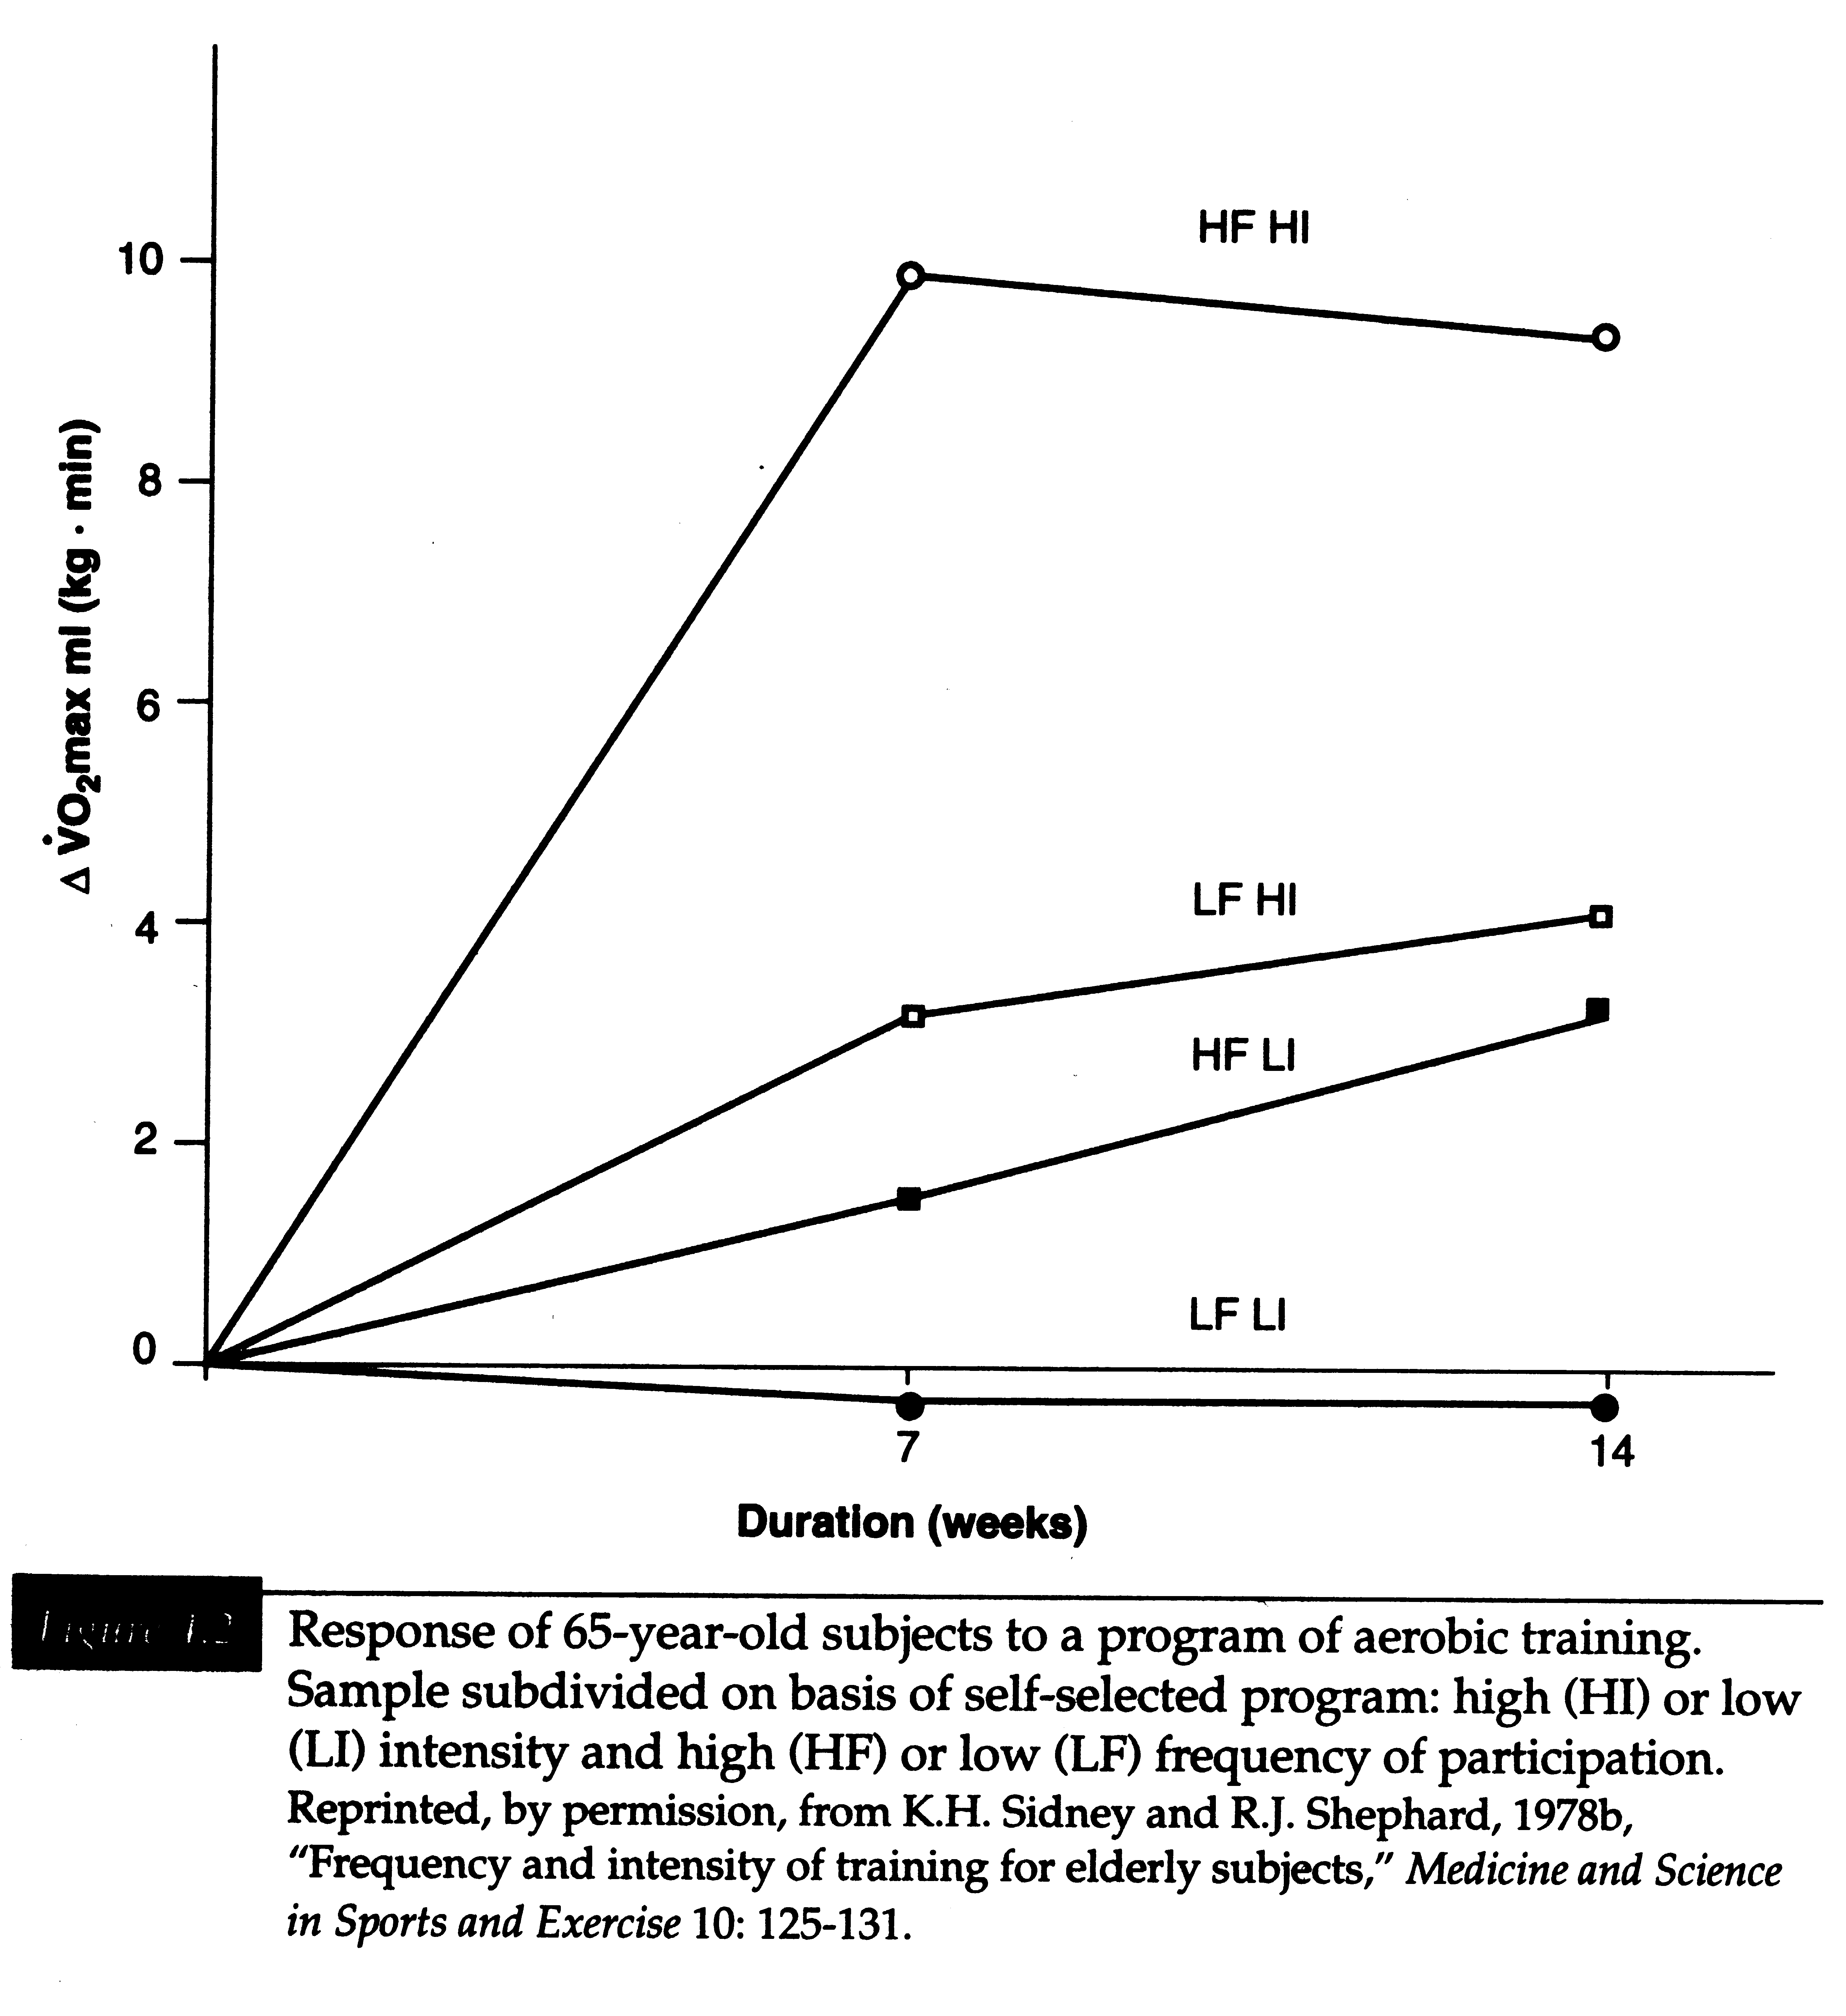 HF HI
10
8
6
LF HI
4
HF LI
2
LF LI
0
7
14
Δ V̇O₂max ml (kg · min)
Duration (weeks)
Figure 4.2
Response of 65-year-old subjects to a program of aerobic training.
Sample subdivided on basis of self-selected program: high (HI) or low
(LI) intensity and high (HF) or low (LF) frequency of participation.
Reprinted, by permission, from K.H. Sidney and R.J. Shephard, 1978b,
“Frequency and intensity of training for elderly subjects,” Medicine and Science
in Sports and Exercise 10: 125-131.